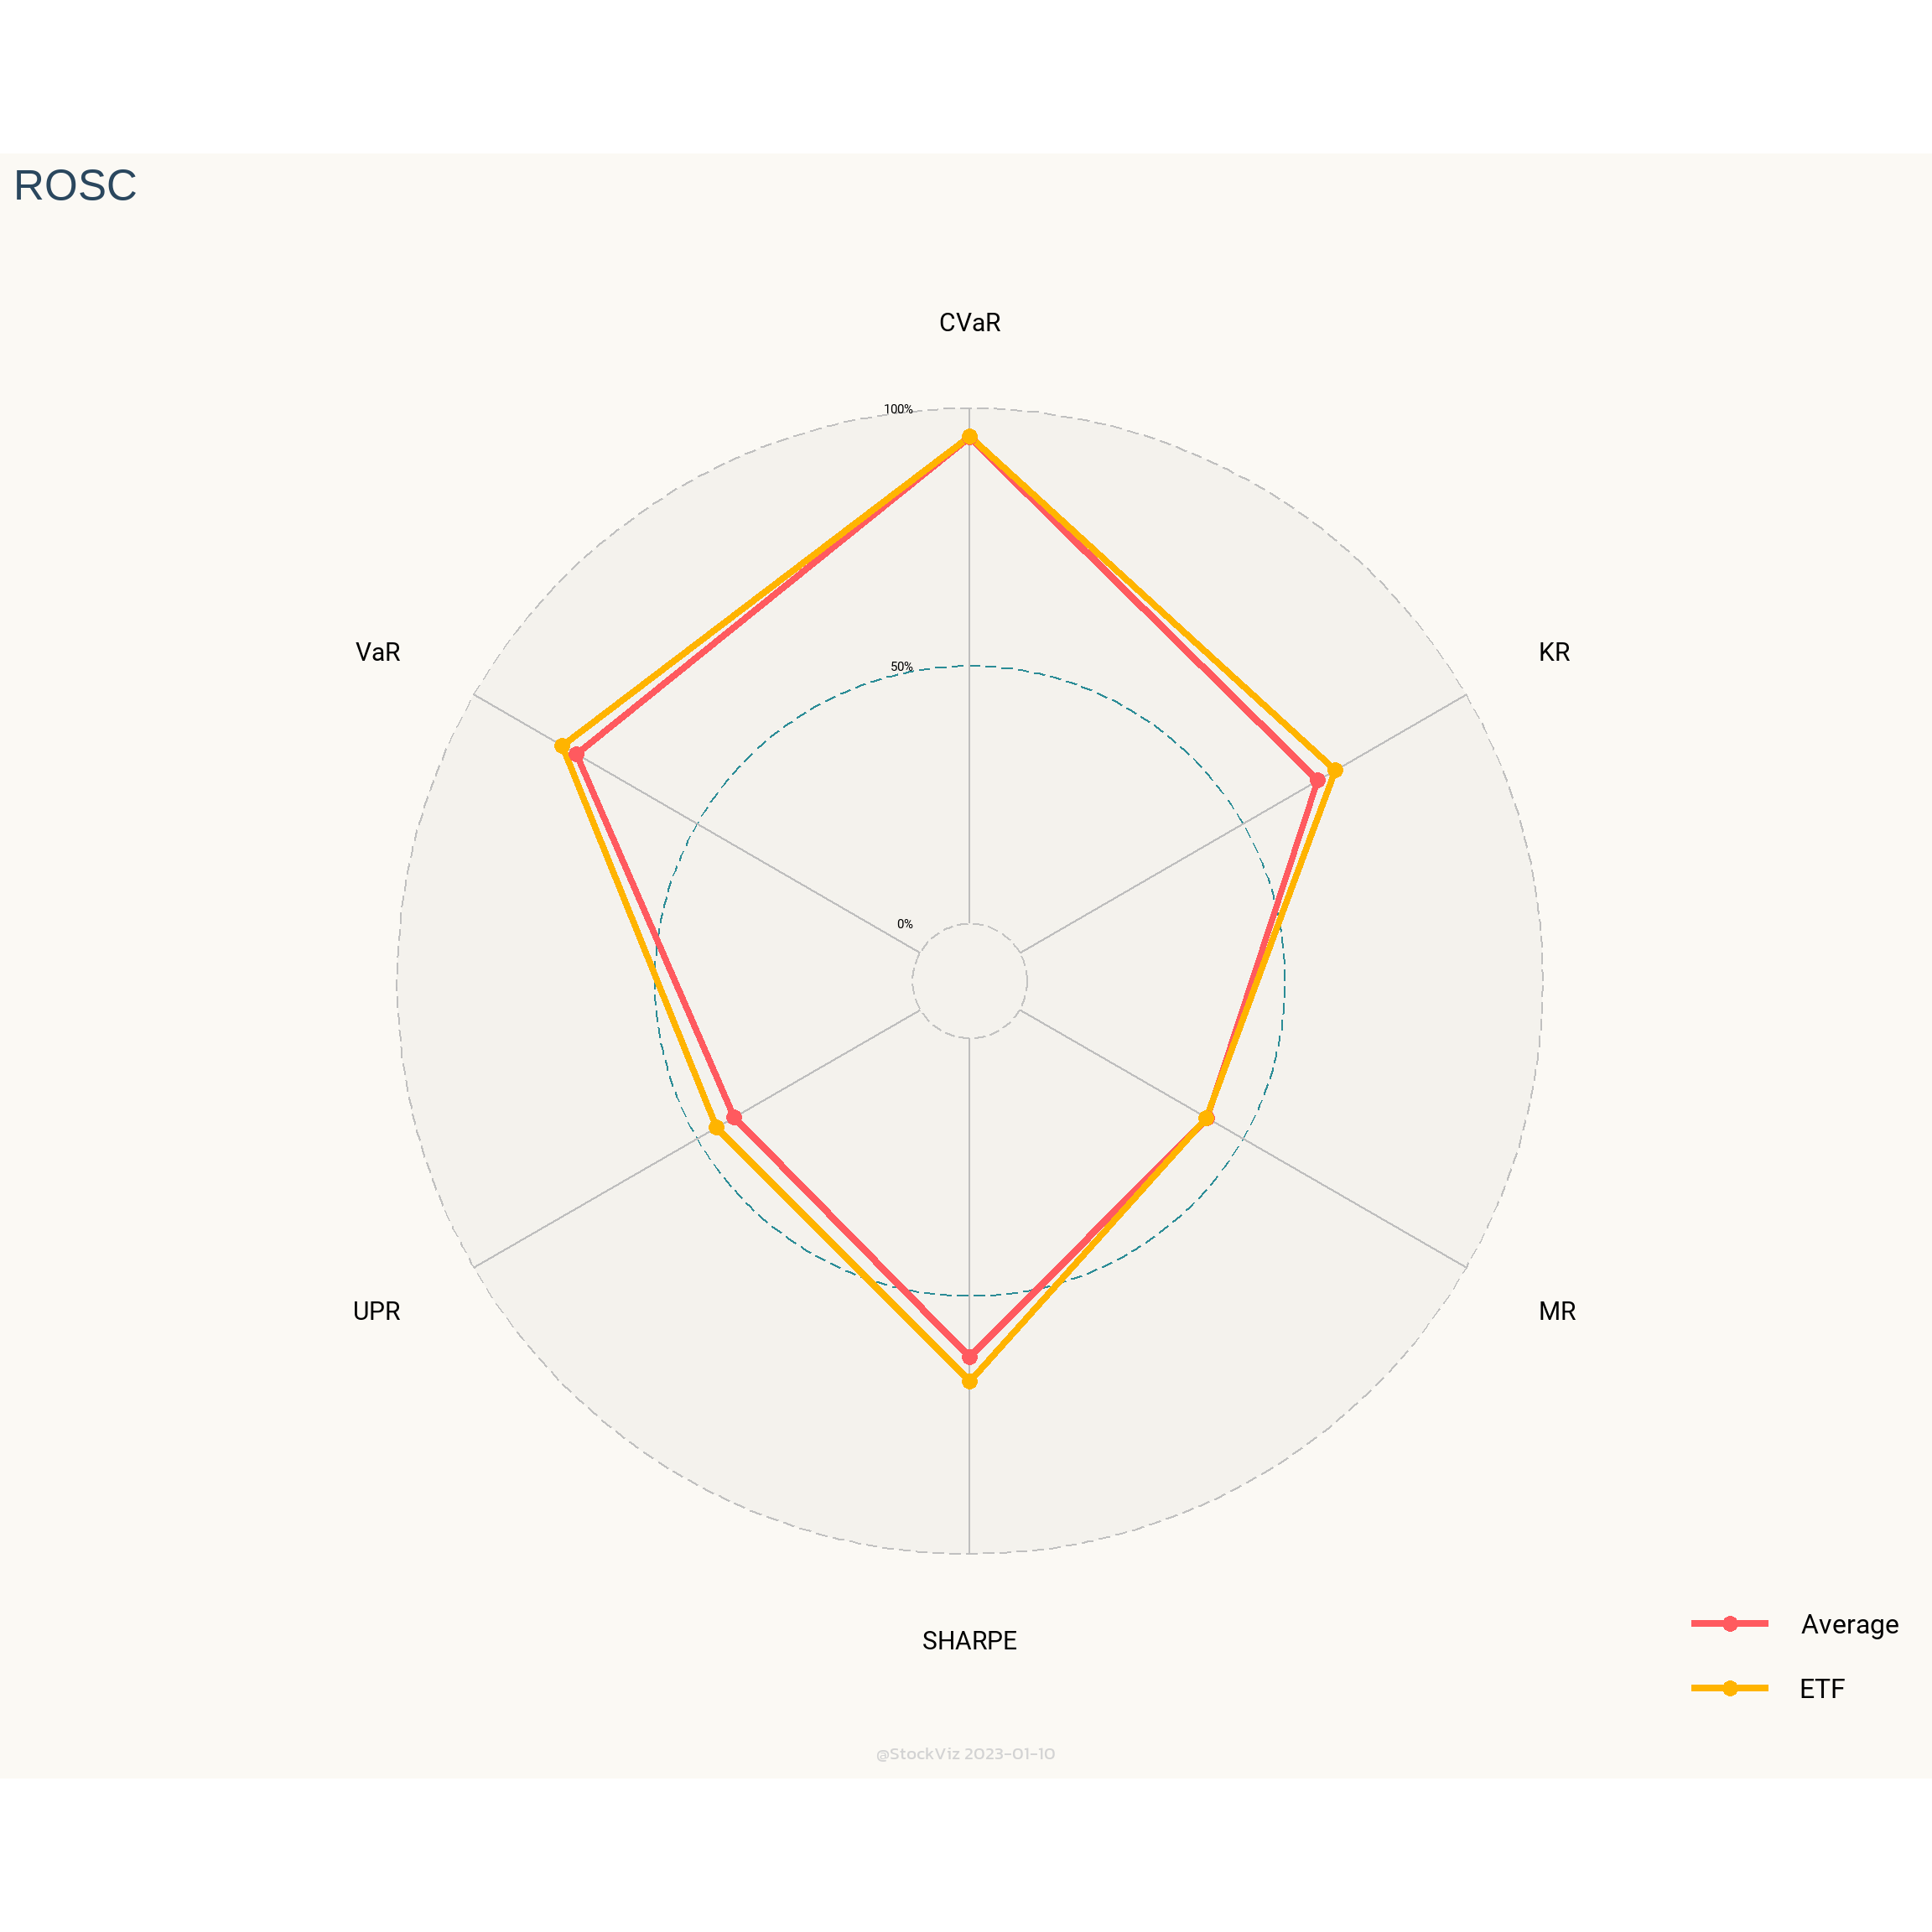 ROSC
CVaR
100%
VaR
KR
50%
0%
UPR
MR
SHARPE
Average
ETF
@StockViz 2023-01-10